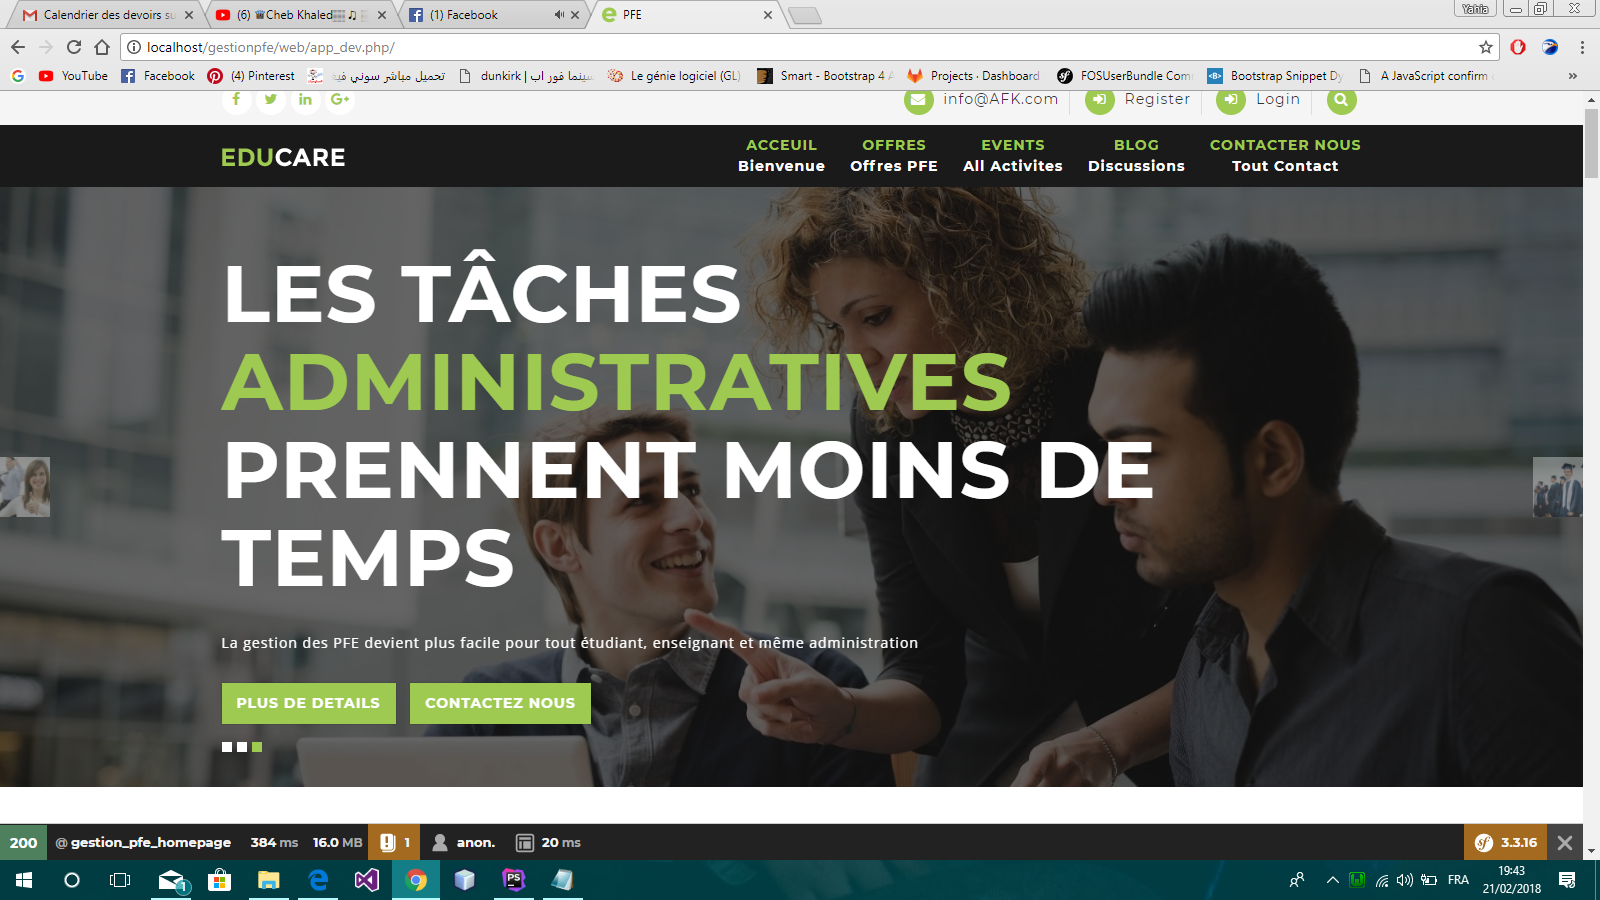 Calendrier des devoirs su
(6) ♛Cheb Khaled ♫
(1) Facebook
PFE
Yahia
localhost/gestionpfe/web/app_dev.php/
YouTube
Facebook
(4) Pinterest
تحميل مباشر سوني فيد
dunkirk | سينما فور اب
Le génie logiciel (GL)
Smart - Bootstrap 4 A
Projects · Dashboard
FOSUserBundle Com
Bootstrap Snippet Dy
A JavaScript confirm
»
G+
info@AFK.com
Register
Login
EDUCARE
ACCEUIL
Bienvenue
OFFRES
Offres PFE
EVENTS
All Activites
BLOG
Discussions
CONTACTER NOUS
Tout Contact
LES TÂCHES
ADMINISTRATIVES
PRENNENT MOINS DE
TEMPS
La gestion des PFE devient plus facile pour tout étudiant, enseignant et même administration
PLUS DE DETAILS
CONTACTEZ NOUS
200
@ gestion_pfe_homepage
384 ms
16.0 MB
1
anon.
20 ms
sf 3.3.16
1
PS
FRA
19:43
21/02/2018